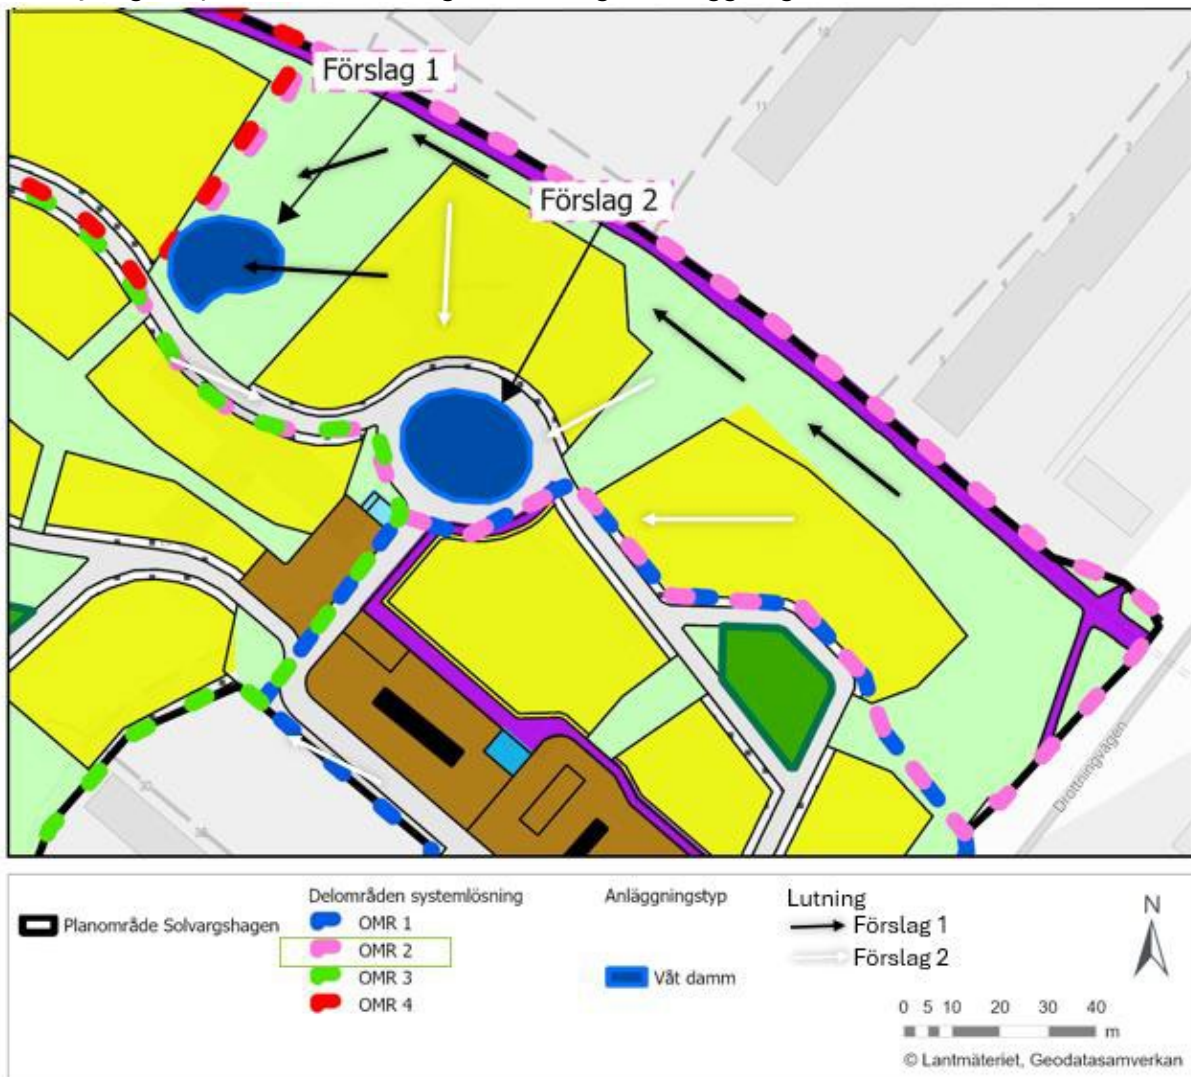 Förslag 1
Förslag 2
Drottningvägen
Planområde Solvargshagen
Delområden systemlösning
OMR 1
OMR 2
OMR 3
OMR 4
Anläggningstyp
Våt damm
Lutning
Förslag 1
Förslag 2
N
0 5 10 20 30 40
m
© Lantmäteriet, Geodatasamverkan